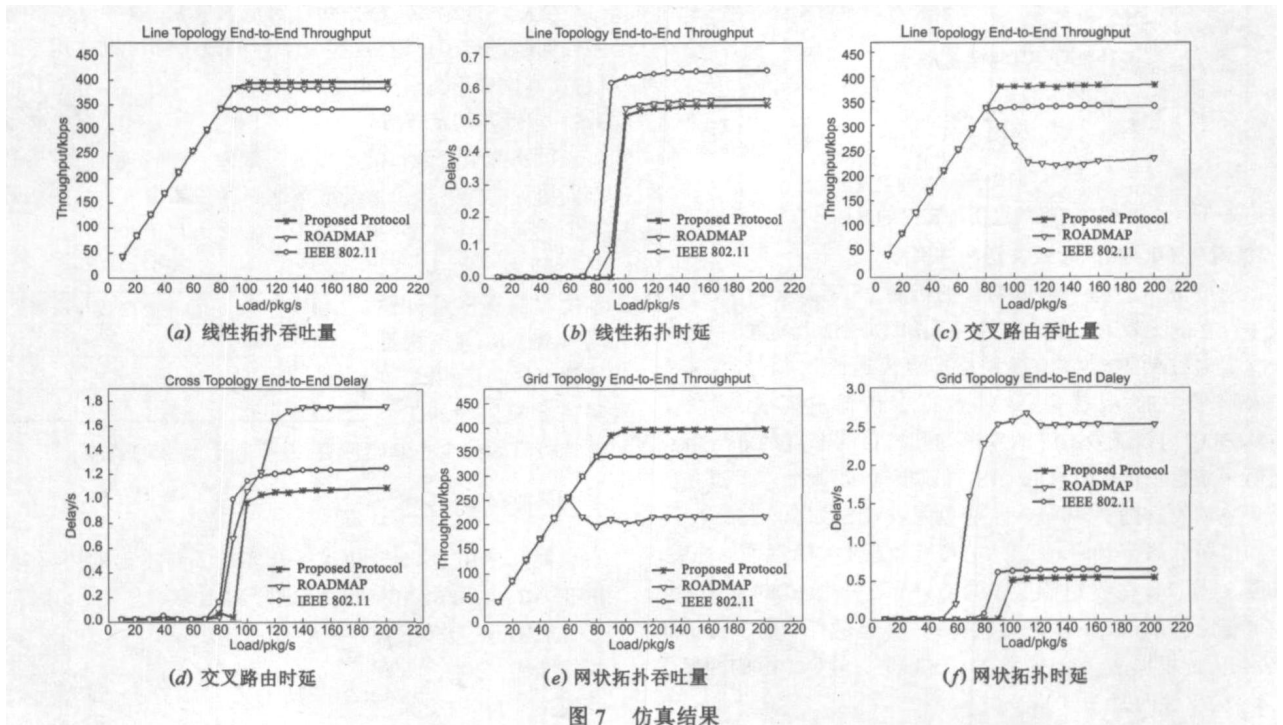 Line Topology End-to-End Throughput
450
400
350
300
250
200
150
100
50
0
Throughput/kbps
Proposed Protocol
ROADMAP
IEEE 802.11
0 20 40 60 80 100 120 140 160 180 200 220
Load/pkg/s
(a) 线性拓扑吞吐量
Line Topology End-to-End Throughput
0.7
0.6
0.5
0.4
0.3
0.2
0.1
0.0
Delay/s
Proposed Protocol
ROADMAP
IEEE 802.11
0 20 40 60 80 100 120 140 160 180 200 220
Load/pkg/s
(b) 线性拓扑时延
Line Topology End-to-End Throughput
450
400
350
300
250
200
150
100
50
0
Throughput/kbps
Proposed Protocol
ROADMAP
IEEE 802.11
0 20 40 60 80 100 120 140 160 180 200 220
Load/pkg/s
(c) 交叉路由吞吐量
Cross Topology End-to-End Delay
1.8
1.6
1.4
1.2
1.0
0.8
0.6
0.4
0.2
0.0
Delay/s
Proposed Protocol
ROADMAP
IEEE 802.11
0 20 40 60 80 100 120 140 160 180 200 220
Load/pkg/s
(d) 交叉路由时延
Grid Topology End-to-End Throughput
450
400
350
300
250
200
150
100
50
0
Throughput/kbps
Proposed Protocol
ROADMAP
IEEE 802.11
0 20 40 60 80 100 120 140 160 180 200 220
Load/pkg/s
(e) 网状拓扑吞吐量
Grid Topology End-to-End Daley
3.0
2.5
2.0
1.5
1.0
0.5
0.0
Delay/s
Proposed Protocol
ROADMAP
IEEE 802.11
0 20 40 60 80 100 120 140 160 180 200 220
Load/pkg/s
(f) 网状拓扑时延
图 7 仿真结果